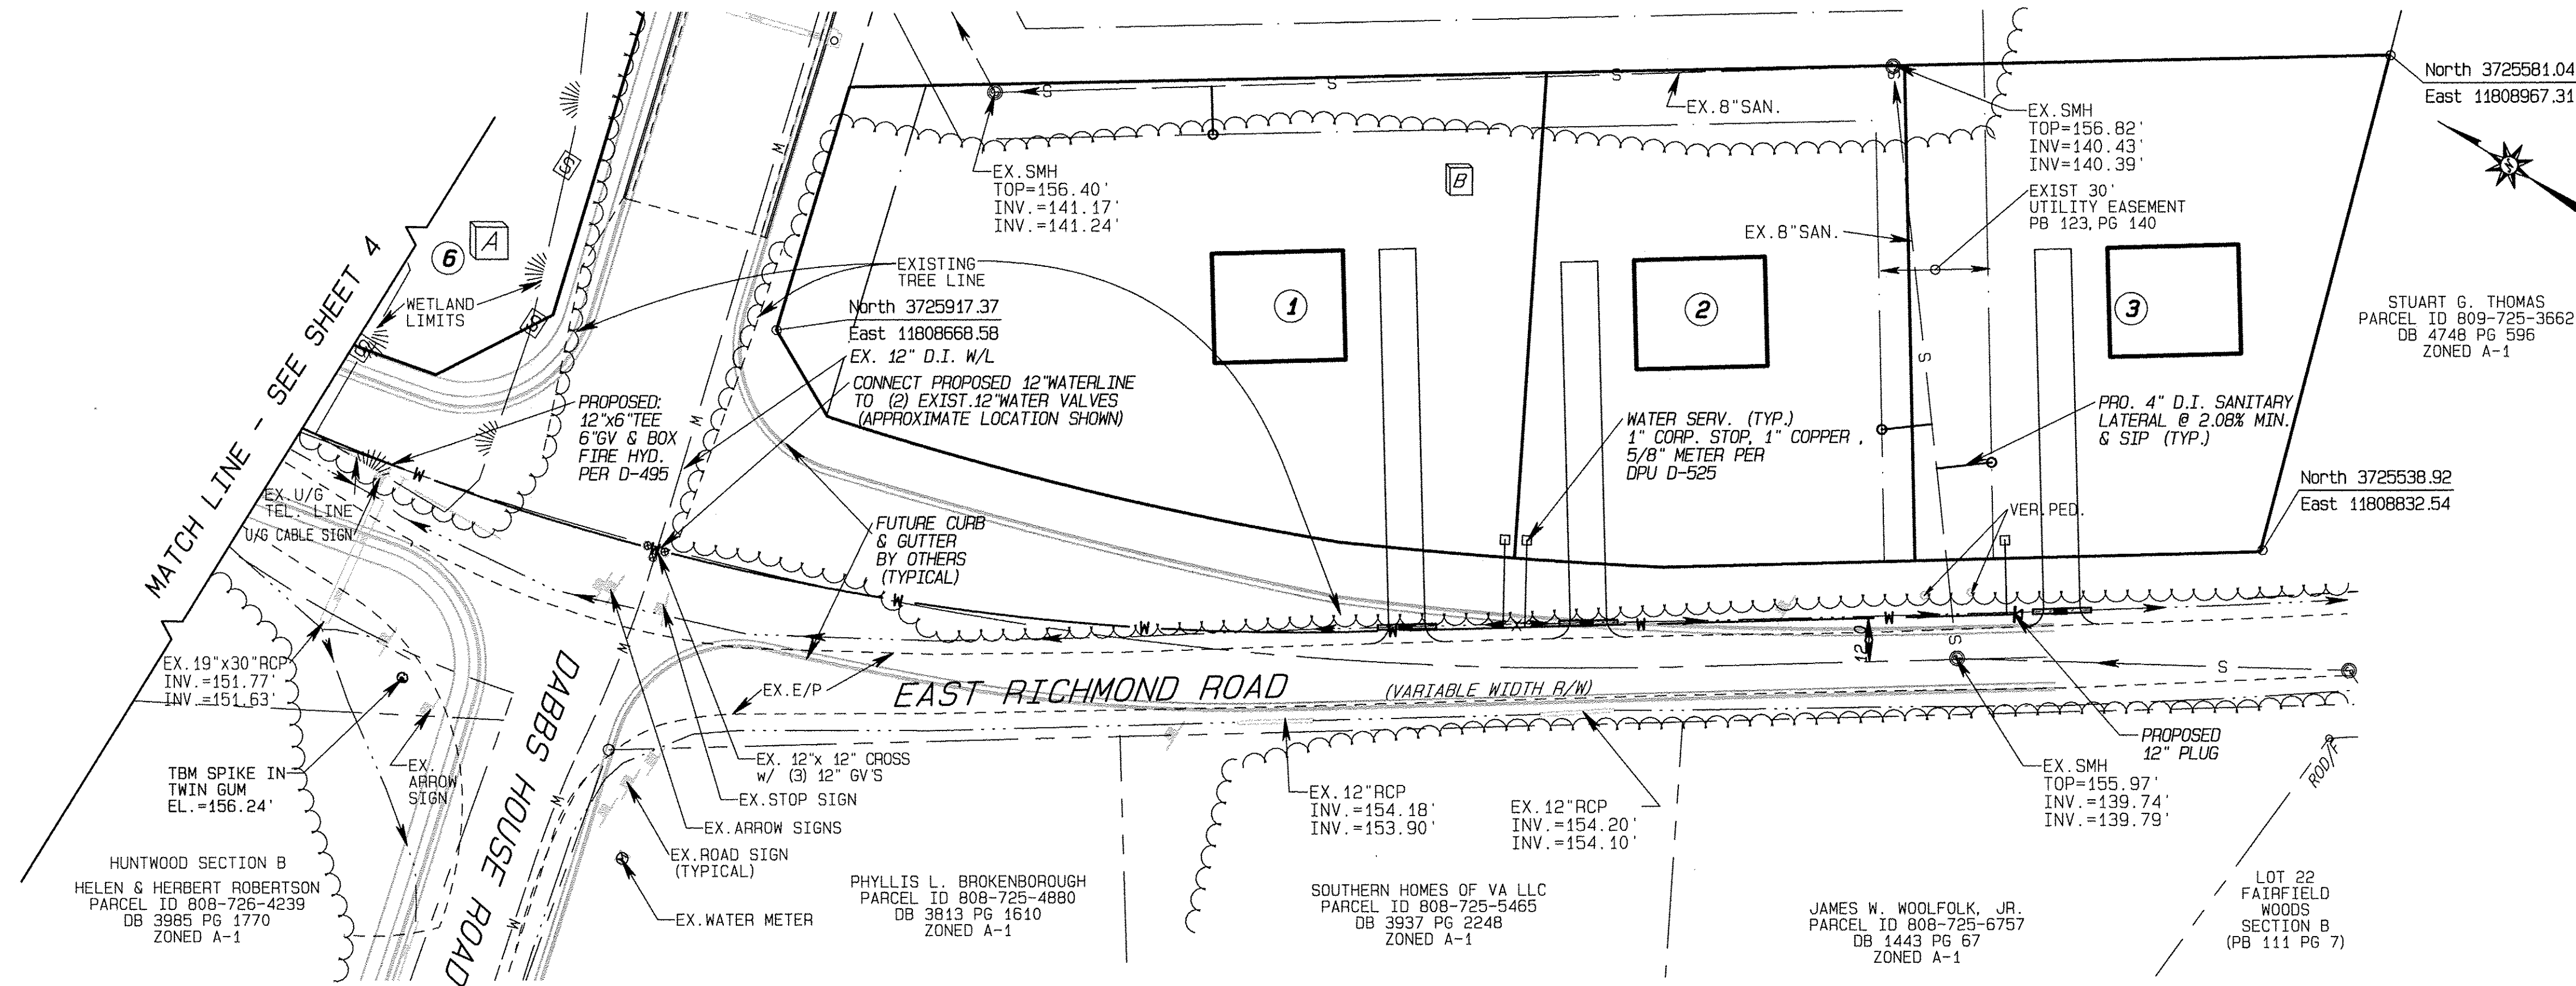 North 3725581.04
East 11808967.31
EX.8"SAN.
EX.SMH
TOP=156.82'
INV=140.43'
INV=140.39'
EX.SMH
TOP=156.40'
INV.=141.17'
INV.=141.24'
B
EXIST 30'
UTILITY EASEMENT
PB 123, PG 140
EX.8"SAN.
6
A
MATCH LINE - SEE SHEET 4
WETLAND
LIMITS
EXISTING
TREE LINE
North 3725917.37
East 11808668.58
EX. 12" D.I. W/L
CONNECT PROPOSED 12"WATERLINE
TO (2) EXIST.12"WATER VALVES
(APPROXIMATE LOCATION SHOWN)
1
2
3
STUART G. THOMAS
PARCEL ID 809-725-3662
DB 4748 PG 596
ZONED A-1
PROPOSED:
12"x6"TEE
6"GV & BOX
FIRE HYD.
PER D-495
WATER SERV. (TYP.)
1" CORP. STOP, 1" COPPER ,
5/8" METER PER
DPU D-525
PRO. 4" D.I. SANITARY
LATERAL @ 2.08% MIN.
& SIP (TYP.)
North 3725538.92
East 11808832.54
EX.U/G
TEL. LINE
U/G CABLE SIGN
FUTURE CURB
& GUTTER
BY OTHERS
(TYPICAL)
VER.PED.
12.0
EX.19"x30"RCP
INV.=151.77'
INV.=151.63'
EX.E/P
EAST RICHMOND ROAD
(VARIABLE WIDTH R/W)
DABBS HOUSE ROAD
TBM SPIKE IN
TWIN GUM
EL.=156.24'
EX.
ARROW
SIGN
EX. 12"x 12" CROSS
w/ (3) 12" GV'S
EX.STOP SIGN
EX.ARROW SIGNS
EX.ROAD SIGN
(TYPICAL)
EX.WATER METER
EX.12"RCP
INV.=154.18'
INV.=153.90'
EX.12"RCP
INV.=154.20'
INV.=154.10'
PROPOSED
12" PLUG
EX.SMH
TOP=155.97'
INV.=139.74'
INV.=139.79'
ROD/F
HUNTWOOD SECTION B
HELEN & HERBERT ROBERTSON
PARCEL ID 808-726-4239
DB 3985 PG 1770
ZONED A-1
PHYLLIS L. BROKENBOROUGH
PARCEL ID 808-725-4880
DB 3813 PG 1610
ZONED A-1
SOUTHERN HOMES OF VA LLC
PARCEL ID 808-725-5465
DB 3937 PG 2248
ZONED A-1
JAMES W. WOOLFOLK, JR.
PARCEL ID 808-725-6757
DB 1443 PG 67
ZONED A-1
LOT 22
FAIRFIELD
WOODS
SECTION B
(PB 111 PG 7)